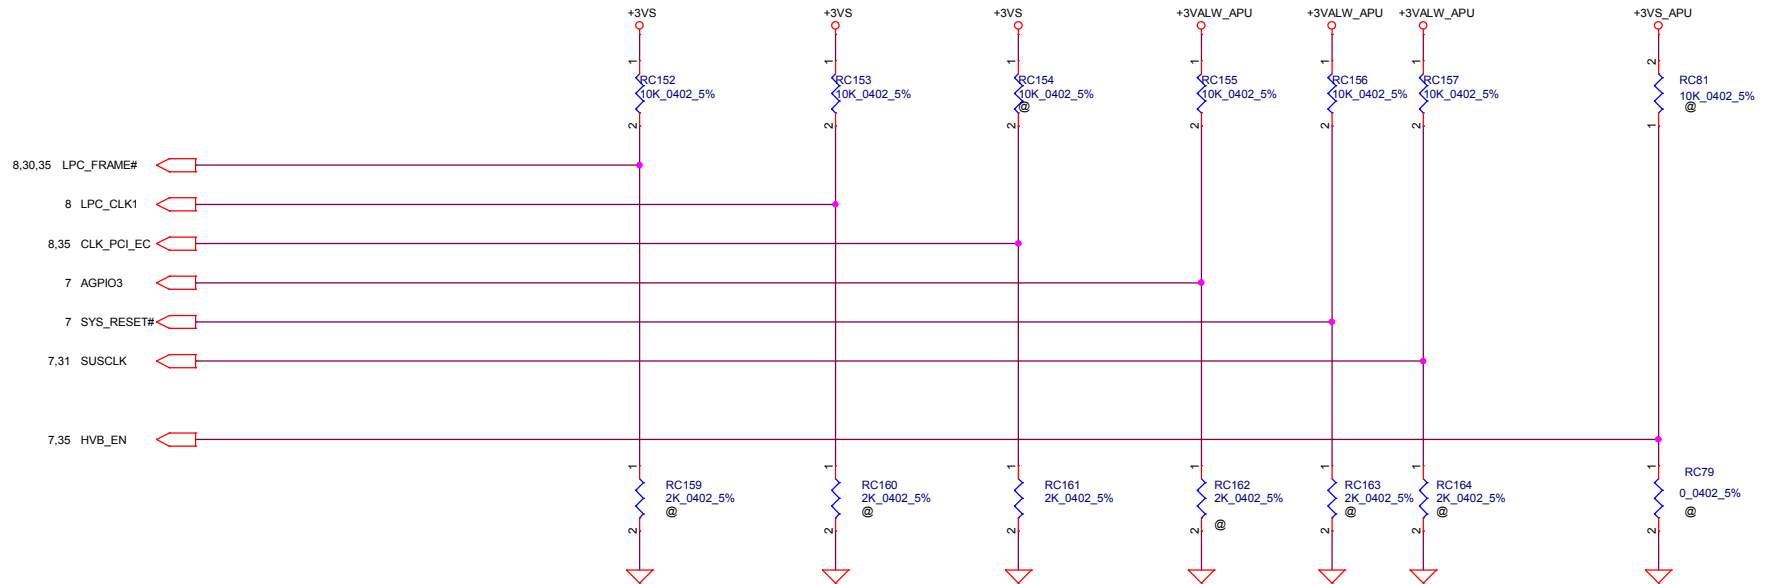 +3VS +3VS +3VS +3VALW_APU +3VALW_APU +3VALW_APU +3VS_APU
1 1 1 1 1 1 2
RC152 RC153 RC154 RC155 RC156 RC157 RC81
10K_0402_5% 10K_0402_5% 10K_0402_5% 10K_0402_5% 10K_0402_5% 10K_0402_5% 10K_0402_5%
@ @
2 2 2 2 2 2 1
8,30,35 LPC_FRAME#
8 LPC_CLK1
8,35 CLK_PCI_EC
7 AGPIO3
7 SYS_RESET#
7,31 SUSCLK
7,35 HVB_EN
1 1 1 1 1 1 1
RC159 RC160 RC161 RC162 RC163 RC164 RC79
2K_0402_5% 2K_0402_5% 2K_0402_5% 2K_0402_5% 2K_0402_5% 2K_0402_5% 0_0402_5%
@ @ @ @ @ @
2 2 2 2 2 2 2